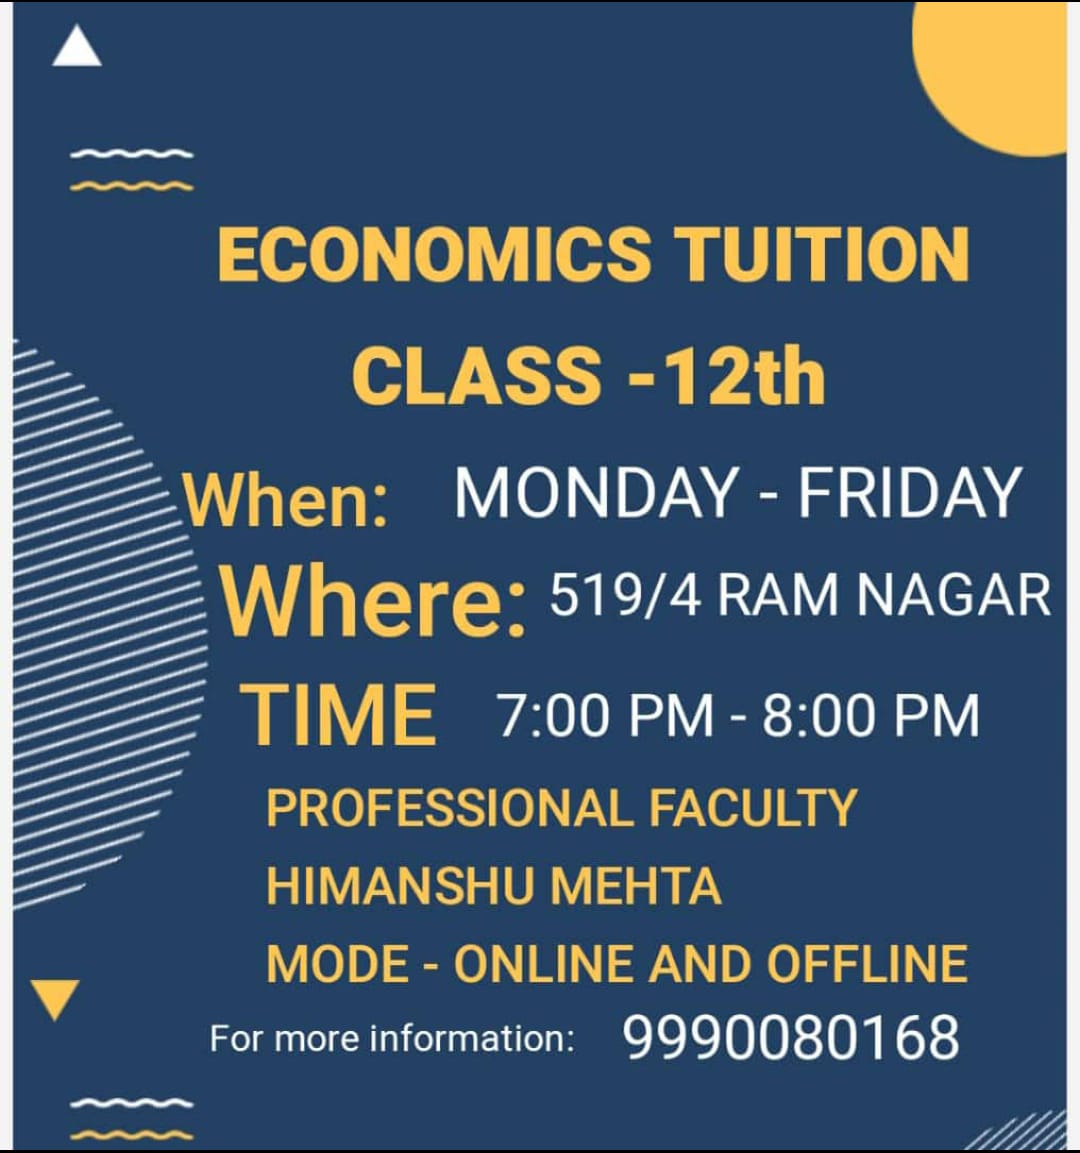 ECONOMICS TUITION
CLASS -12th
When: MONDAY - FRIDAY
Where: 519/4 RAM NAGAR
TIME 7:00 PM - 8:00 PM
PROFESSIONAL FACULTY
HIMANSHU MEHTA
MODE - ONLINE AND OFFLINE
For more information: 9990080168